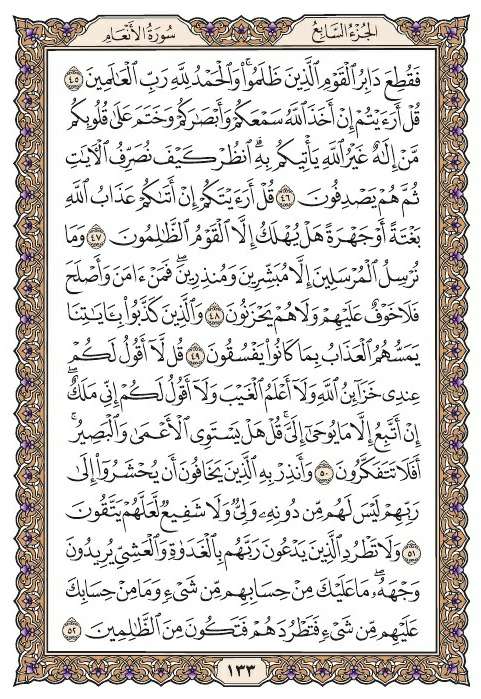 الجزء السابع
سورة الأنعام
فَقُطِعَ دَابِرُ ٱلْقَوْمِ ٱلَّذِينَ ظَلَمُوا۟ ۚ وَٱلْحَمْدُ لِلَّهِ رَبِّ ٱلْعَٰلَمِينَ ٤٥
قُلْ أَرَءَيْتُمْ إِنْ أَخَذَ ٱللَّهُ سَمْعَكُمْ وَأَبْصَٰرَكُمْ وَخَتَمَ عَلَىٰ قُلُوبِكُم
مَّنْ إِلَٰهٌ غَيْرُ ٱللَّهِ يَأْتِيكُم بِهِ ۗ ٱنظُرْ كَيْفَ نُصَرِّفُ ٱلْءَايَٰتِ
ثُمَّ هُمْ يَصْدِفُونَ ٤٦ قُلْ أَرَءَيْتَكُمْ إِنْ أَتَىٰكُمْ عَذَابُ ٱللَّهِ
بَغْتَةً أَوْ جَهْرَةً هَلْ يُهْلَكُ إِلَّا ٱلْقَوْمُ ٱلظَّٰلِمُونَ ٤٧ وَمَا
نُرْسِلُ ٱلْمُرْسَلِينَ إِلَّا مُبَشِّرِينَ وَمُنذِرِينَ ۖ فَمَنْ ءَامَنَ وَأَصْلَحَ
فَلَا خَوْفٌ عَلَيْهِمْ وَلَا هُمْ يَحْزَنُونَ ٤٨ وَٱلَّذِينَ كَذَّبُوا۟ بِـَٔايَٰتِنَا
يَمَسُّهُمُ ٱلْعَذَابُ بِمَا كَانُوا۟ يَفْسُقُونَ ٤٩ قُل لَّآ أَقُولُ لَكُمْ
عِندِى خَزَآئِنُ ٱللَّهِ وَلَآ أَعْلَمُ ٱلْغَيْبَ وَلَآ أَقُولُ لَكُمْ إِنِّى مَلَكٌ ۖ
إِنْ أَتَّبِعُ إِلَّا مَا يُوحَىٰٓ إِلَىَّ ۚ قُلْ هَلْ يَسْتَوِى ٱلْأَعْمَىٰ وَٱلْبَصِيرُ ۚ
أَفَلَا تَتَفَكَّرُونَ ٥٠ وَأَنذِرْ بِهِ ٱلَّذِينَ يَخَافُونَ أَن يُحْشَرُوٓا۟ إِلَىٰ
رَبِّهِمْ ۙ لَيْسَ لَهُم مِّن دُونِهِۦ وَلِىٌّ وَلَا شَفِيعٌ لَّعَلَّهُمْ يَتَّقُونَ
٥١ وَلَا تَطْرُدِ ٱلَّذِينَ يَدْعُونَ رَبَّهُم بِٱلْغَدَوٰةِ وَٱلْعَشِىِّ يُرِيدُونَ
وَجْهَهُۥ ۖ مَا عَلَيْكَ مِنْ حِسَابِهِم مِّن شَىْءٍ وَمَا مِنْ حِسَابِكَ
عَلَيْهِم مِّن شَىْءٍ فَتَطْرُدَهُمْ فَتَكُونَ مِنَ ٱلظَّٰلِمِينَ ٥٢
١٣٣